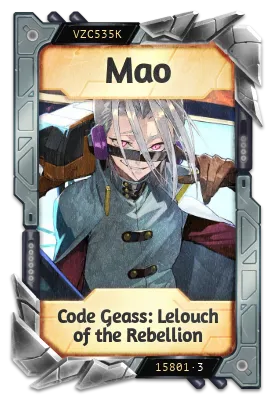 VZC535K
Mao
Code Geass: Lelouch
of the Rebellion
15801·3